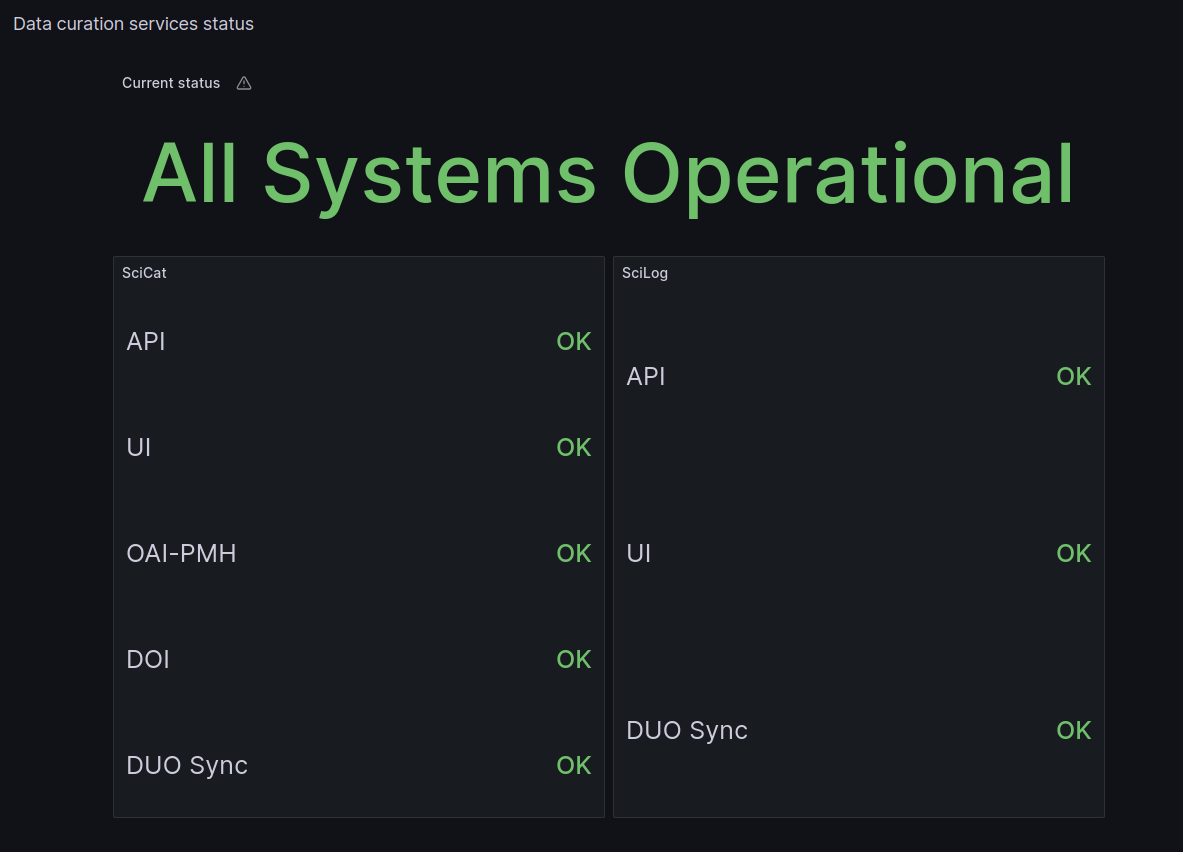 Data curation services status
Current status
All Systems Operational
SciCat
API OK
UI OK
OAI-PMH OK
DOI OK
DUO Sync OK
SciLog
API OK
UI OK
DUO Sync OK